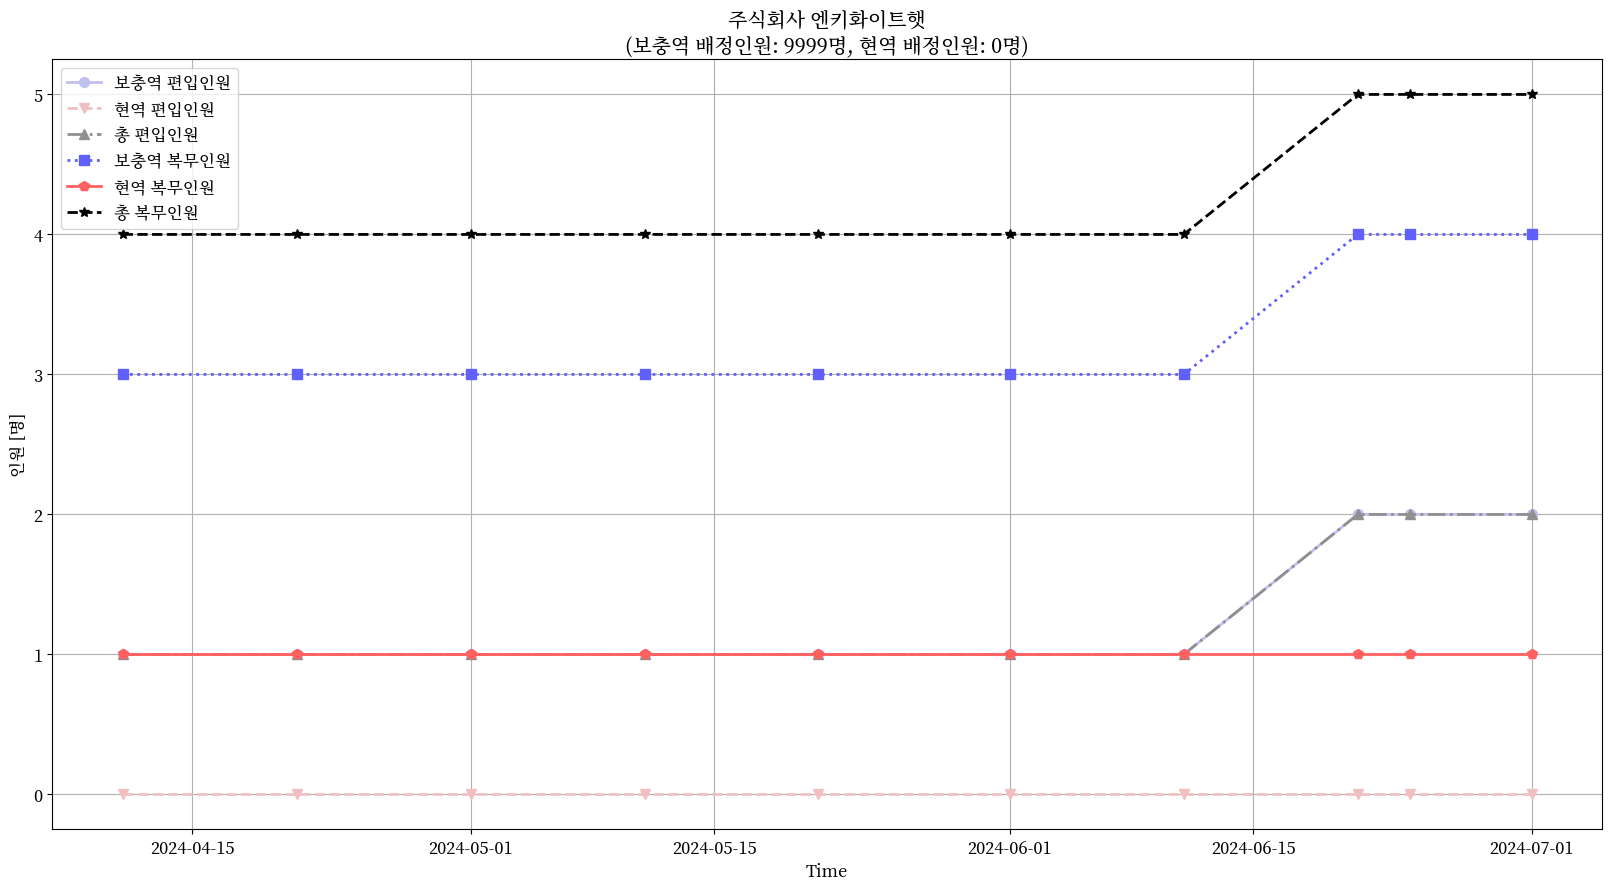 주식회사 엔키화이트햇
(보충역 배정인원: 9999명, 현역 배정인원: 0명)
보충역 편입인원
현역 편입인원
총 편입인원
보충역 복무인원
현역 복무인원
총 복무인원
5
4
3
2
1
0
인원 [명]
2024-04-15
2024-05-01
2024-05-15
2024-06-01
2024-06-15
2024-07-01
Time